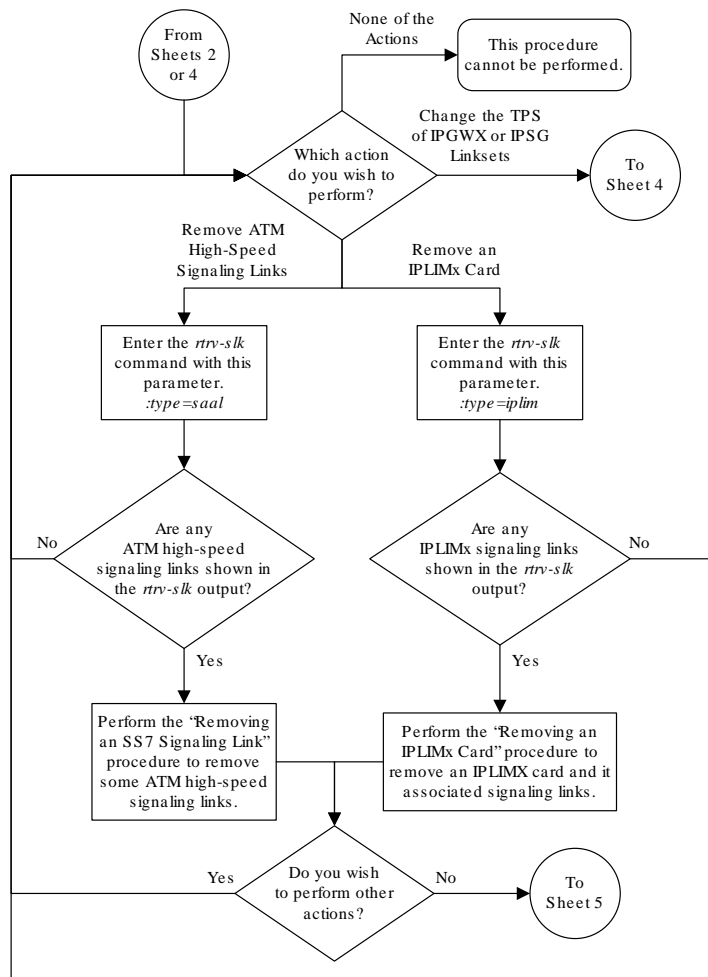 From
Sheets 2
or 4
None of the
Actions
This procedure
cannot be performed.
Which action
do you wish to
perform?
Change the TPS
of IPGWX or IPSG
Linksets
To
Sheet 4
Remove ATM
High-Speed
Signaling Links
Remove an
IPLIMx Card
Enter the rtrv-slk
command with this
parameter.
:type=saal
Enter the rtrv-slk
command with this
parameter.
:type=iplim
No
Are any
ATM high-speed
signaling links shown in
the rtrv-slk output?
Are any
IPLIMx signaling links
shown in the rtrv-slk
output?
No
Yes
Yes
Perform the “Removing
an SS7 Signaling Link”
procedure to remove
some ATM high-speed
signaling links.
Perform the “Removing an
IPLIMx Card” procedure to
remove an IPLIMX card and it
associated signaling links.
Yes
Do you wish
to perform other
actions?
No
To
Sheet 5